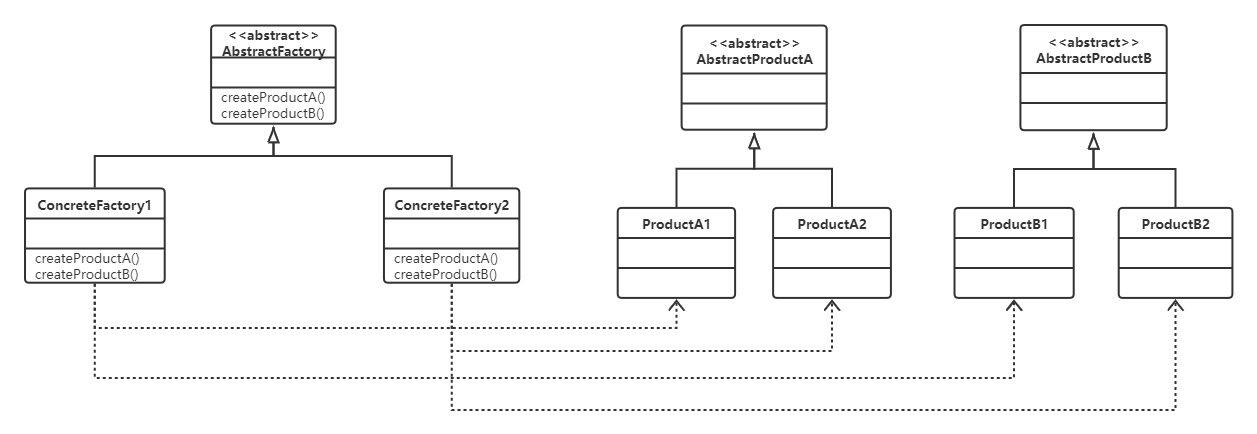 <<abstract>>
AbstractFactory
createProductA()
createProductB()
<<abstract>>
AbstractProductA
<<abstract>>
AbstractProductB
ConcreteFactory1
createProductA()
createProductB()
ConcreteFactory2
createProductA()
createProductB()
ProductA1
ProductA2
ProductB1
ProductB2